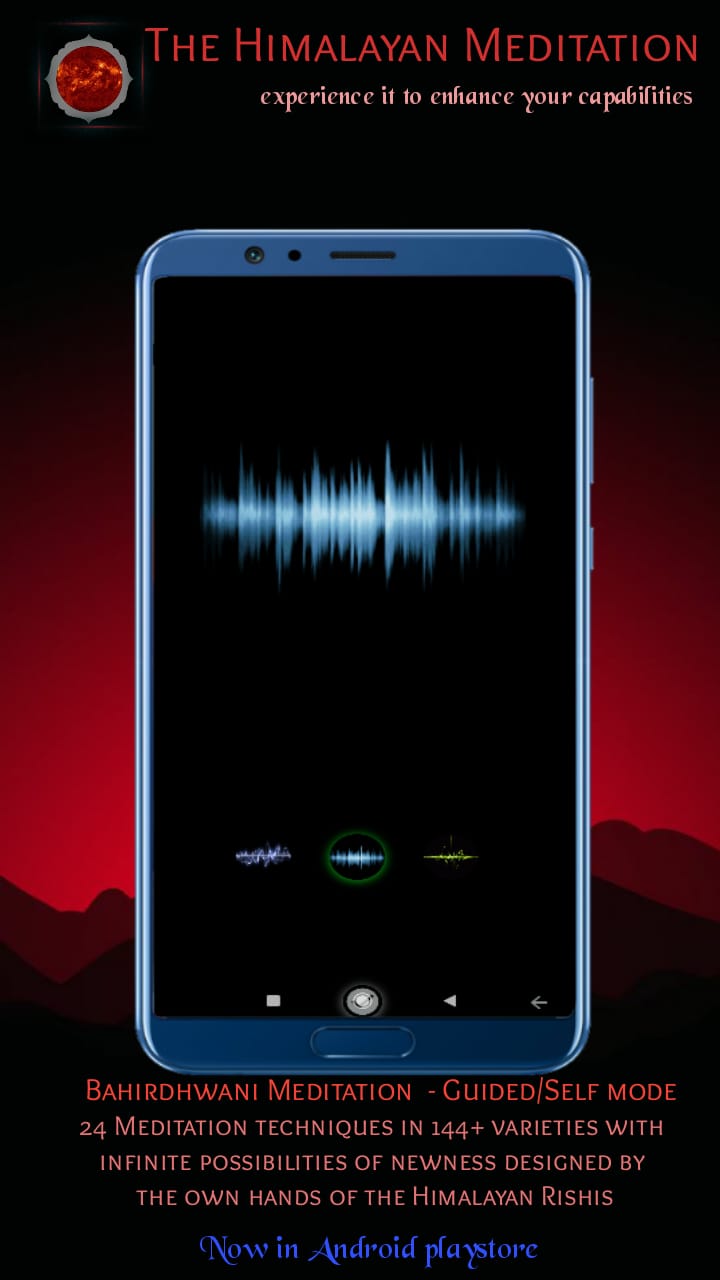 The Himalayan Meditation
experience it to enhance your capabilities
Bahirdhwani Meditation - Guided/Self mode
24 Meditation techniques in 144+ varieties with
infinite possibilities of newness designed by
the own hands of the Himalayan Rishis
Now in Android playstore